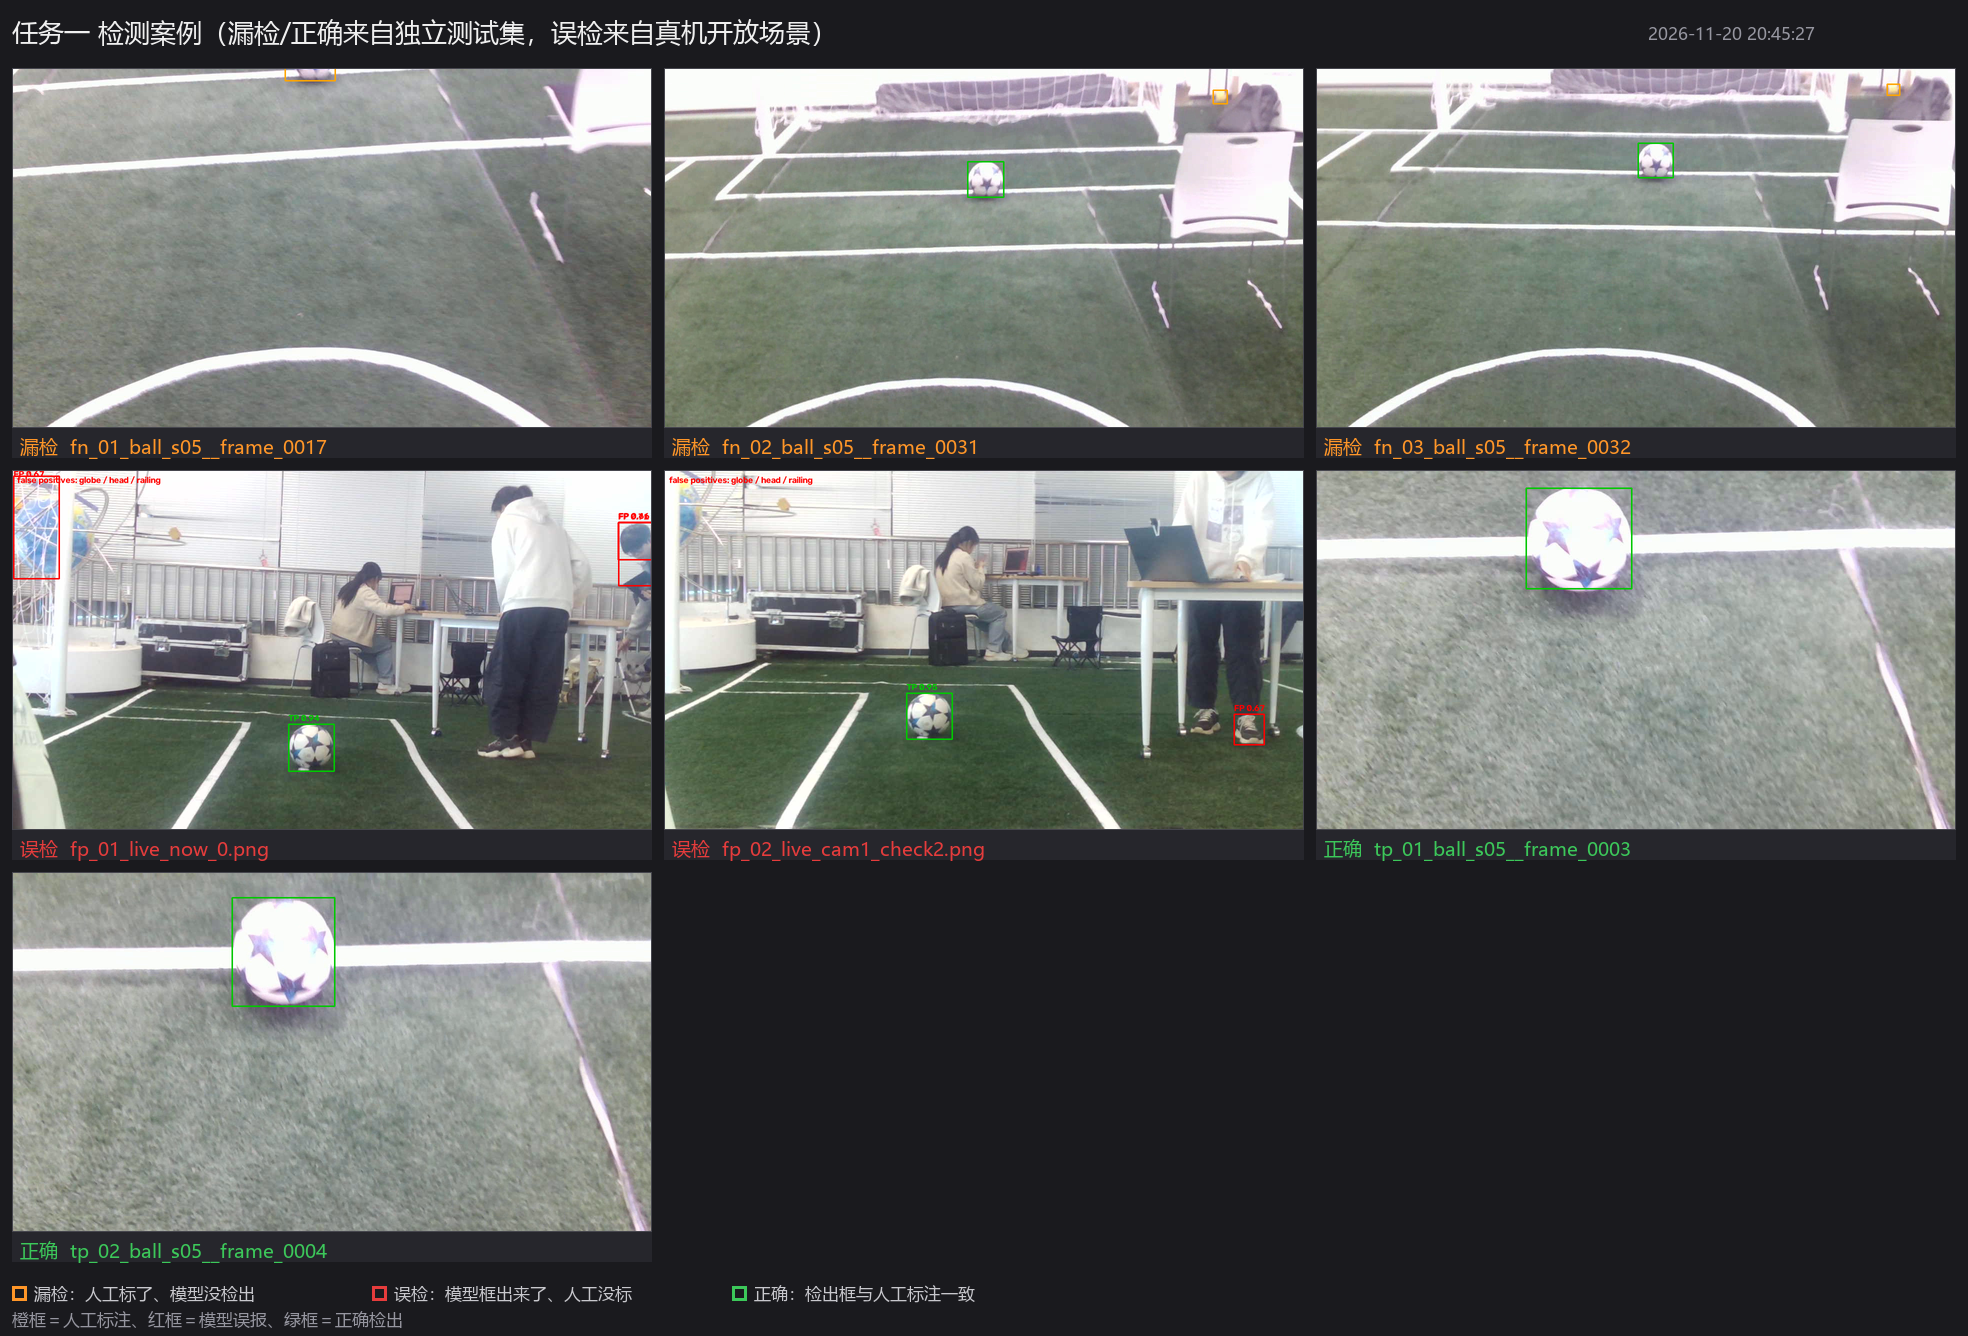 任务一 检测案例（漏检/正确来自独立测试集，误检来自真机开放场景）
2026-11-20 20:45:27
漏检 fn_01_ball_s05__frame_0017
漏检 fn_02_ball_s05__frame_0031
漏检 fn_03_ball_s05__frame_0032
FP 0.67
false positives: globe / head / railing
false positives: globe / head / railing
误检 fp_01_live_now_0.png
误检 fp_02_live_cam1_check2.png
正确 tp_01_ball_s05__frame_0003
正确 tp_02_ball_s05__frame_0004
漏检：人工标了、模型没检出
误检：模型框出来了、人工没标
正确：检出框与人工标注一致
橙框＝人工标注、红框＝模型误报、绿框＝正确检出